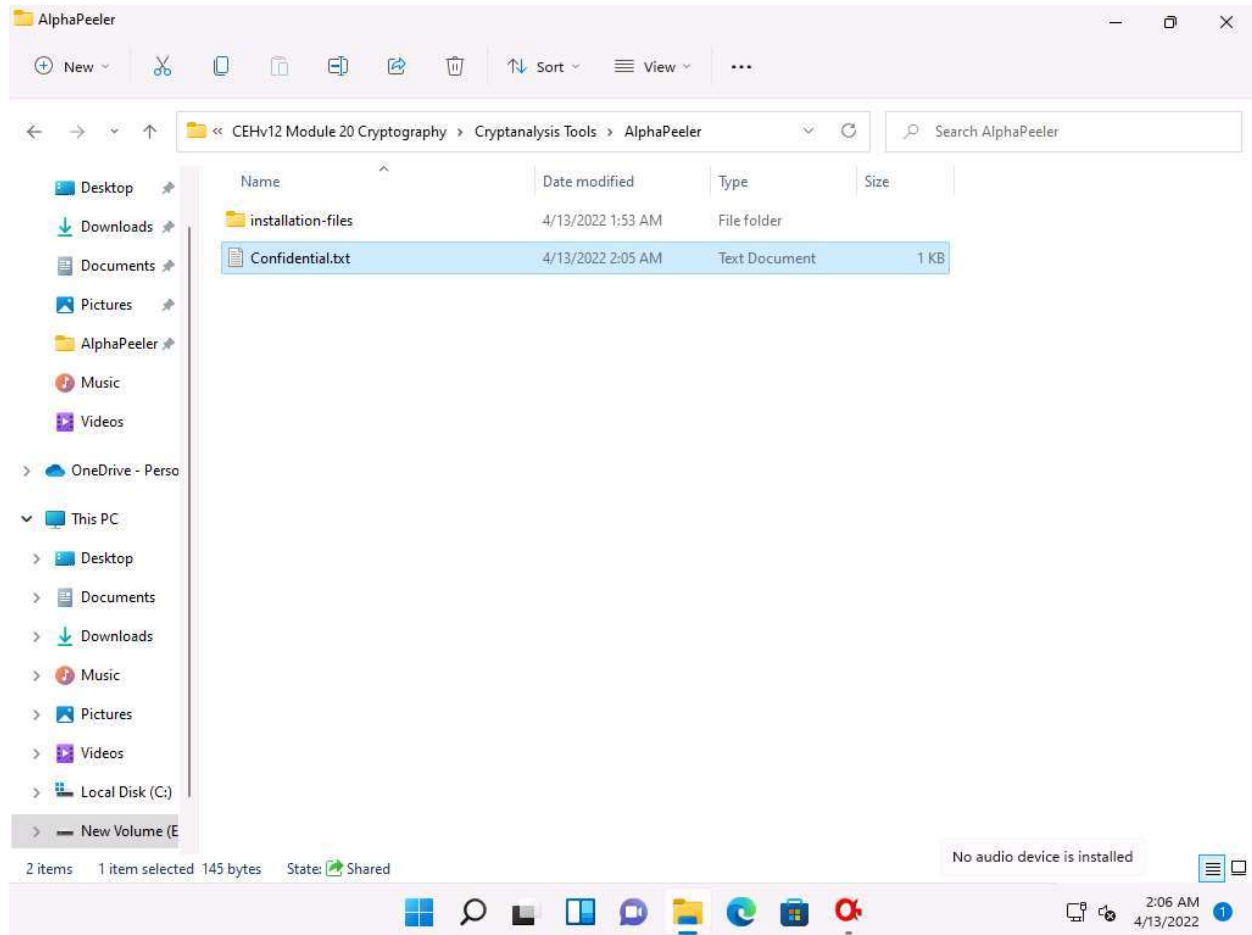 AlphaPeeler
New
Sort
View
« CEHv12 Module 20 Cryptography > Cryptanalysis Tools > AlphaPeeler
Search AlphaPeeler
Name Date modified Type Size
installation-files 4/13/2022 1:53 AM File folder
Confidential.txt 4/13/2022 2:05 AM Text Document 1 KB
Desktop
Downloads
Documents
Pictures
AlphaPeeler
Music
Videos
OneDrive - Perso
This PC
Desktop
Documents
Downloads
Music
Pictures
Videos
Local Disk (C:)
New Volume (E
2 items 1 item selected 145 bytes State: Shared
No audio device is installed
2:06 AM
4/13/2022
1